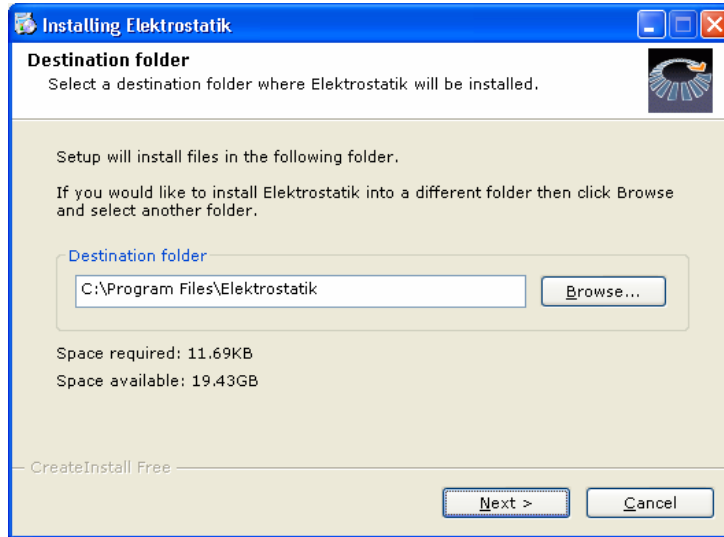 Installing Elektrostatik
Destination folder
Select a destination folder where Elektrostatik will be installed.
Setup will install files in the following folder.
If you would like to install Elektrostatik into a different folder then click Browse
and select another folder.
Destination folder
C:\Program Files\Elektrostatik
Browse...
Space required: 11.69KB
Space available: 19.43GB
CreateInstall Free
Next >
Cancel